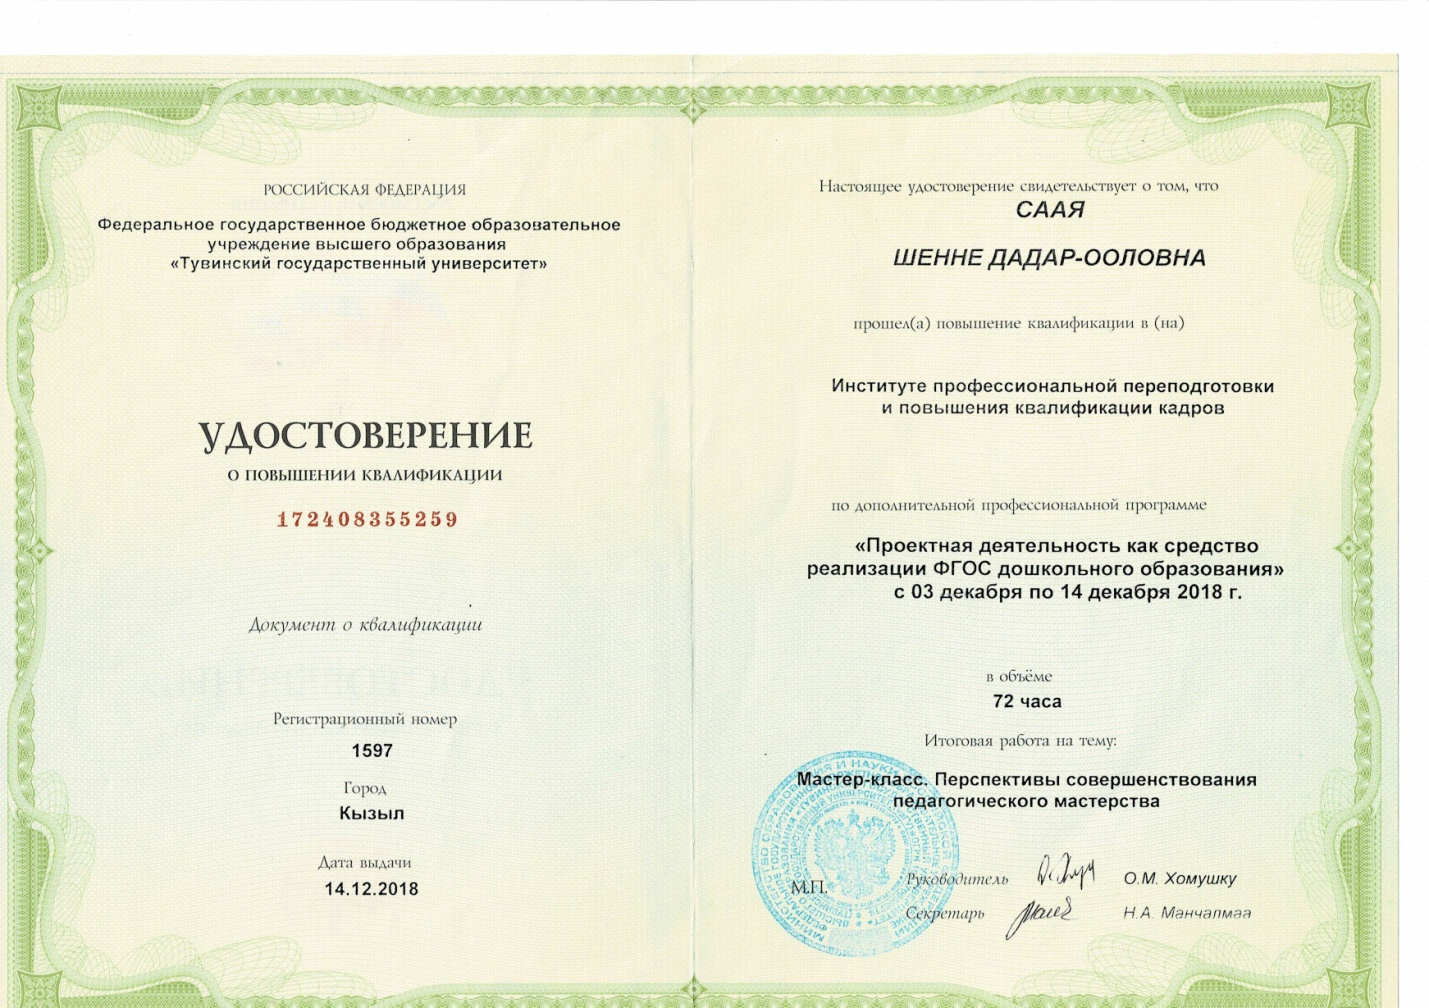 РОССИЙСКАЯ ФЕДЕРАЦИЯ
Федеральное государственное бюджетное образовательное
учреждение высшего образования
«Тувинский государственный университет»
УДОСТОВЕРЕНИЕ
О ПОВЫШЕНИИ КВАЛИФИКАЦИИ
172408355259
Документ о квалификации
Регистрационный номер
1597
Город
Кызыл
Дата выдачи
14.12.2018
Настоящее удостоверение свидетельствует о том, что
СААЯ
ШЕННЕ ДАДАР-ООЛОВНА
прошел(а) повышение квалификации в (на)
Институте профессиональной переподготовки
и повышения квалификации кадров
по дополнительной профессиональной программе
«Проектная деятельность как средство
реализации ФГОС дошкольного образования»
с 03 декабря по 14 декабря 2018 г.
в объёме
72 часа
Итоговая работа на тему:
Мастер-класс. Перспективы совершенствования
педагогического мастерства
М.П.
Руководитель О.М. Хомушку
Секретарь Н.А. Манчалмаа